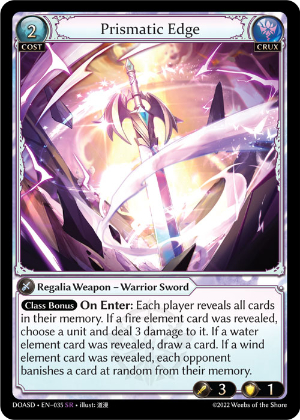 2
COST
Prismatic Edge
CRUX
Regalia Weapon – Warrior Sword
Class Bonus On Enter: Each player reveals all cards
in their memory. If a fire element card was revealed,
choose a unit and deal 3 damage to it. If a water
element card was revealed, draw a card. If a wind
element card was revealed, each opponent
banishes a card at random from their memory.
3
1
DOASD • EN-035 SR • illust: 道漫
©2022 Weebs of the Shore